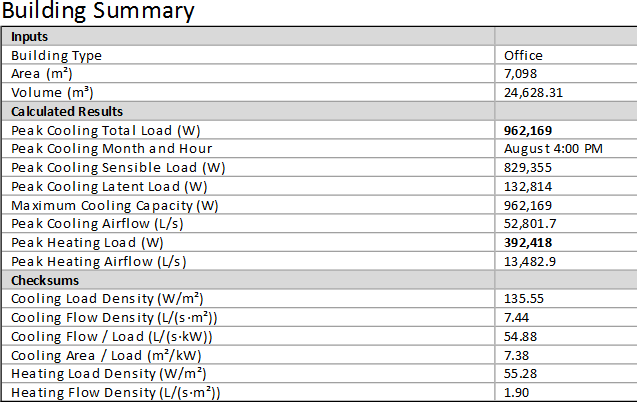 Building Summary
Inputs
Building Type Office
Area (m²) 7,098
Volume (m³) 24,628.31
Calculated Results
Peak Cooling Total Load (W) 962,169
Peak Cooling Month and Hour August 4:00 PM
Peak Cooling Sensible Load (W) 829,355
Peak Cooling Latent Load (W) 132,814
Maximum Cooling Capacity (W) 962,169
Peak Cooling Airflow (L/s) 52,801.7
Peak Heating Load (W) 392,418
Peak Heating Airflow (L/s) 13,482.9
Checksums
Cooling Load Density (W/m²) 135.55
Cooling Flow Density (L/(s·m²)) 7.44
Cooling Flow / Load (L/(s·kW)) 54.88
Cooling Area / Load (m²/kW) 7.38
Heating Load Density (W/m²) 55.28
Heating Flow Density (L/(s·m²)) 1.90